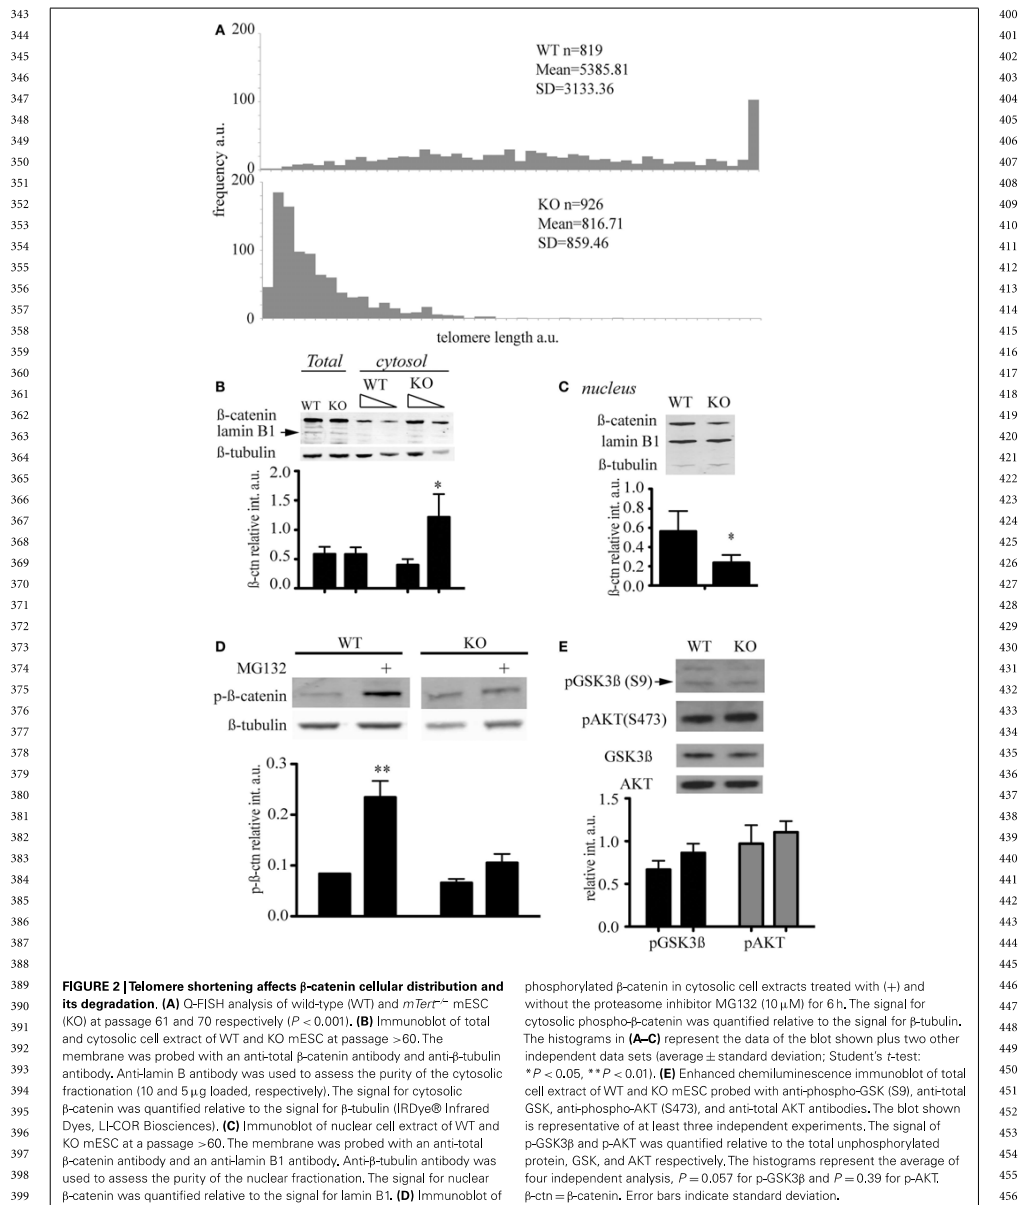 343
344
345
346
347
348
349
350
351
352
353
354
355
356
357
358
359
360
361
362
363
364
365
366
367
368
369
370
371
372
373
374
375
376
377
378
379
380
381
382
383
384
385
386
387
388
389
390
391
392
393
394
395
396
397
398
399
A
200
100
0
WT n=819
Mean=5385.81
SD=3133.36
frequency a.u.
200
100
0
KO n=926
Mean=816.71
SD=859.46
telomere length a.u.
B
Total cytosol
WT KO
WT KO
ß-catenin
lamin B1
ß-tubulin
ß-ctn relative int. a.u.
2.0
1.5
1.0
0.5
0.0
*
C nucleus
WT KO
ß-catenin
lamin B1
ß-tubulin
ß-ctn relative int. a.u.
1.0
0.8
0.6
0.4
0.2
0.0
*
D
WT KO
MG132 + +
p-ß-catenin
ß-tubulin
p-ß-ctn relative int. a.u.
0.3
0.2
0.1
0.0
**
E
WT KO
pGSK3ß (S9)
pAKT(S473)
GSK3ß
AKT
relative int. a.u.
1.5
1.0
0.5
0.0
pGSK3ß pAKT
FIGURE 2 | Telomere shortening affects β-catenin cellular distribution and
its degradation. (A) Q-FISH analysis of wild-type (WT) and mTert−/− mESC
(KO) at passage 61 and 70 respectively (P < 0.001). (B) Immunoblot of total
and cytosolic cell extract of WT and KO mESC at passage >60. The
membrane was probed with an anti-total β-catenin antibody and anti-β-tubulin
antibody. Anti-lamin B antibody was used to assess the purity of the cytosolic
fractionation (10 and 5 μg loaded, respectively). The signal for cytosolic
β-catenin was quantified relative to the signal for β-tubulin (IRDye® Infrared
Dyes, LI-COR Biosciences). (C) Immunoblot of nuclear cell extract of WT and
KO mESC at a passage >60. The membrane was probed with an anti-total
β-catenin antibody and an anti-lamin B1 antibody. Anti-β-tubulin antibody was
used to assess the purity of the nuclear fractionation. The signal for nuclear
β-catenin was quantified relative to the signal for lamin B1. (D) Immunoblot of
phosphorylated β-catenin in cytosolic cell extracts treated with (+) and
without the proteasome inhibitor MG132 (10 μM) for 6 h. The signal for
cytosolic phospho-β-catenin was quantified relative to the signal for β-tubulin.
The histograms in (A–C) represent the data of the blot shown plus two other
independent data sets (average ± standard deviation; Student's t-test:
*P < 0.05, **P < 0.01). (E) Enhanced chemiluminescence immunoblot of total
cell extract of WT and KO mESC probed with anti-phospho-GSK (S9), anti-total
GSK, anti-phospho-AKT (S473), and anti-total AKT antibodies. The blot shown
is representative of at least three independent experiments. The signal of
p-GSK3β and p-AKT was quantified relative to the total unphosphorylated
protein, GSK, and AKT respectively. The histograms represent the average of
four independent analysis, P = 0.057 for p-GSK3β and P = 0.39 for p-AKT.
β-ctn = β-catenin. Error bars indicate standard deviation.
400
401
402
403
404
405
406
407
408
409
410
411
412
413
414
415
416
417
418
419
420
421
422
423
424
425
426
427
428
429
430
431
432
433
434
435
436
437
438
439
440
441
442
443
444
445
446
447
448
449
450
451
452
453
454
455
456